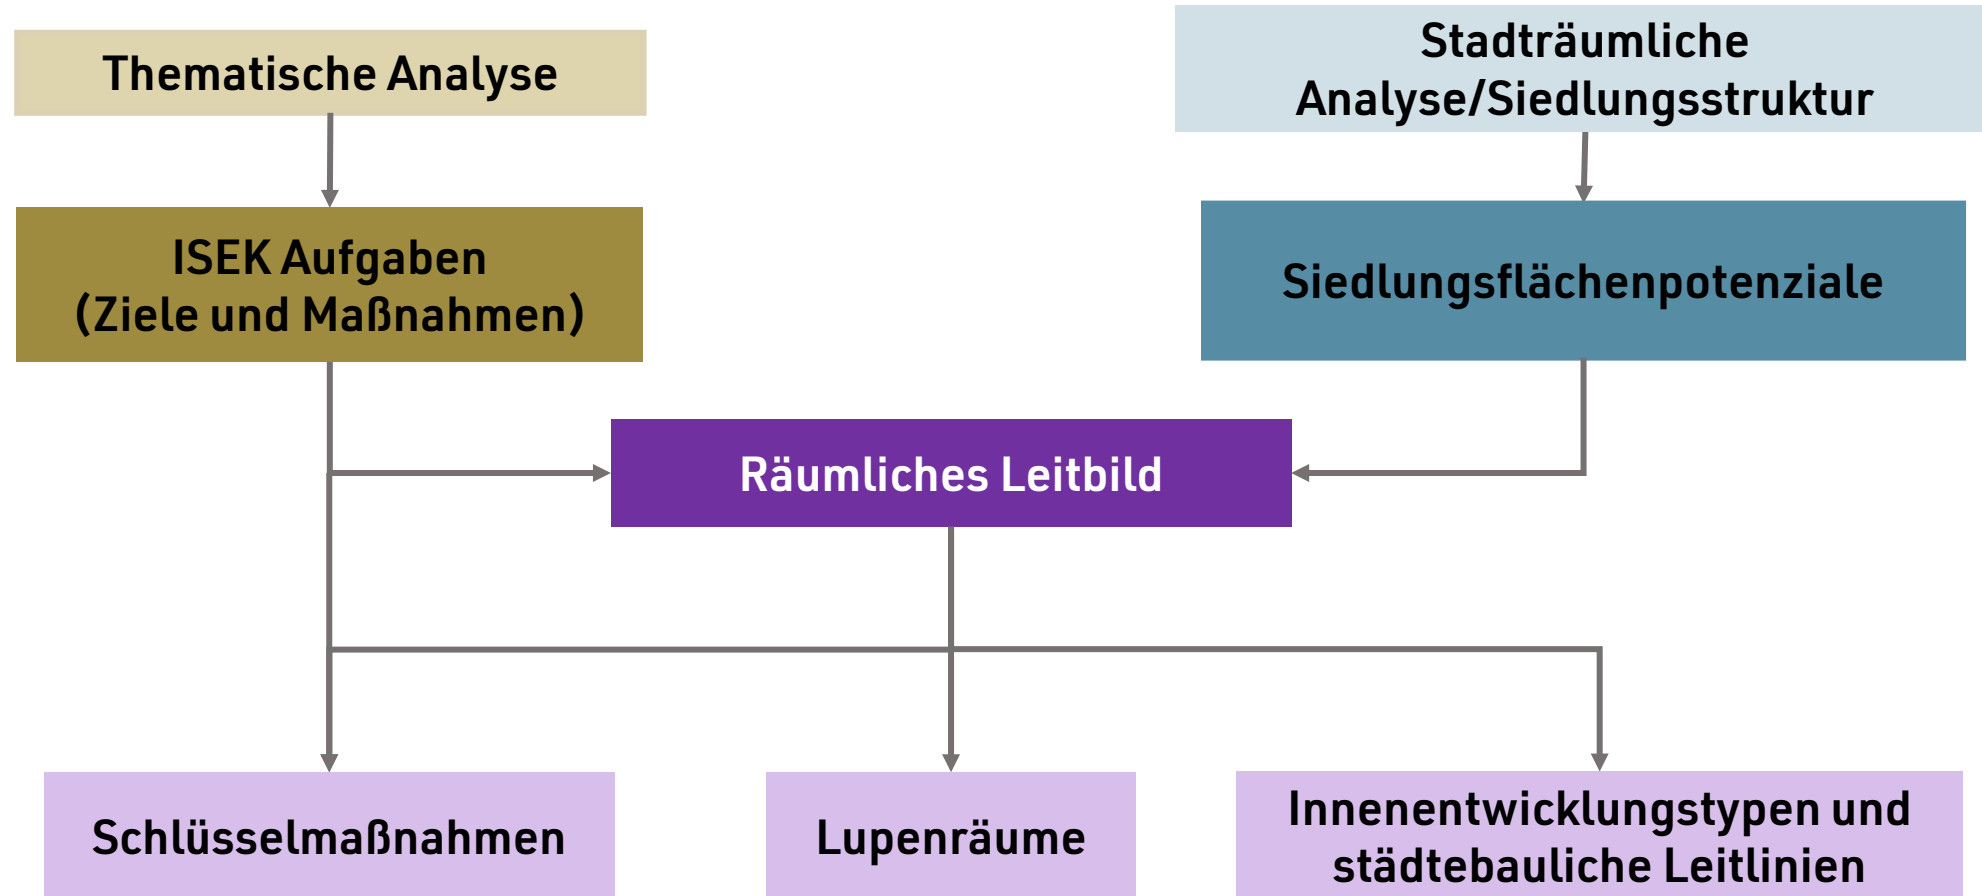 Thematische Analyse
Stadträumliche
Analyse/Siedlungsstruktur
ISEK Aufgaben
(Ziele und Maßnahmen)
Siedlungsflächenpotenziale
Räumliches Leitbild
Schlüsselmaßnahmen
Lupenräume
Innenentwicklungstypen und
städtebauliche Leitlinien